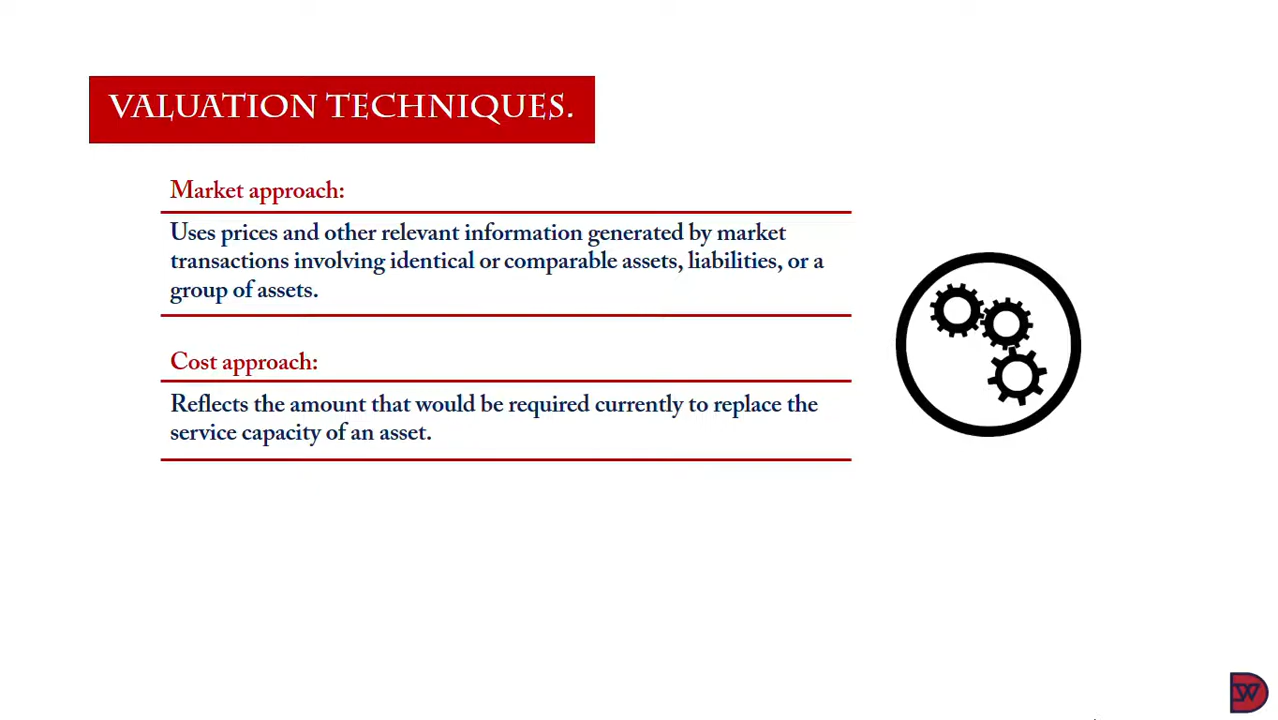 VALUATION TECHNIQUES.
Market approach:
Uses prices and other relevant information generated by market
transactions involving identical or comparable assets, liabilities, or a
group of assets.
Cost approach:
Reflects the amount that would be required currently to replace the
service capacity of an asset.
DW